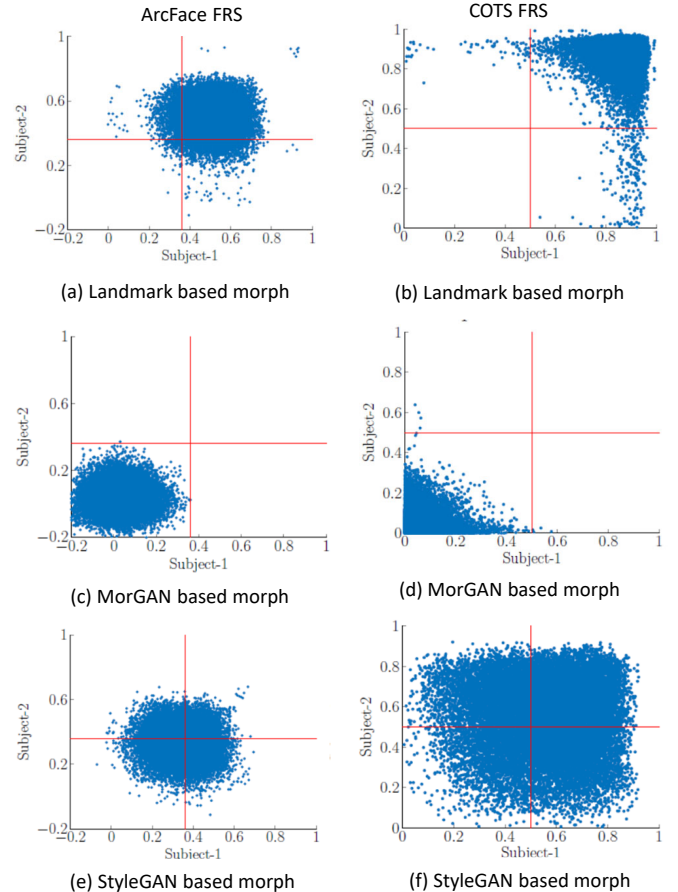 ArcFace FRS
COTS FRS
1
0.6
0.2
−0.2
Subject-2
−0.2 0 0.2 0.4 0.6 0.8 1
Subject-1
(a) Landmark based morph
1
0.8
0.6
0.4
0.2
0
Subject-2
0 0.2 0.4 0.6 0.8 1
Subject-1
(b) Landmark based morph
1
0.6
0.2
−0.2
Subject-2
−0.2 0 0.2 0.4 0.6 0.8 1
Subject-1
(c) MorGAN based morph
1
0.8
0.6
0.4
0.2
0
Subject-2
0 0.2 0.4 0.6 0.8 1
Subject-1
(d) MorGAN based morph
1
0.6
0.2
−0.2
Subject-2
−0.2 0 0.2 0.4 0.6 0.8 1
Subject-1
(e) StyleGAN based morph
1
0.8
0.6
0.4
0.2
0
Subject-2
0 0.2 0.4 0.6 0.8 1
Subject-1
(f) StyleGAN based morph